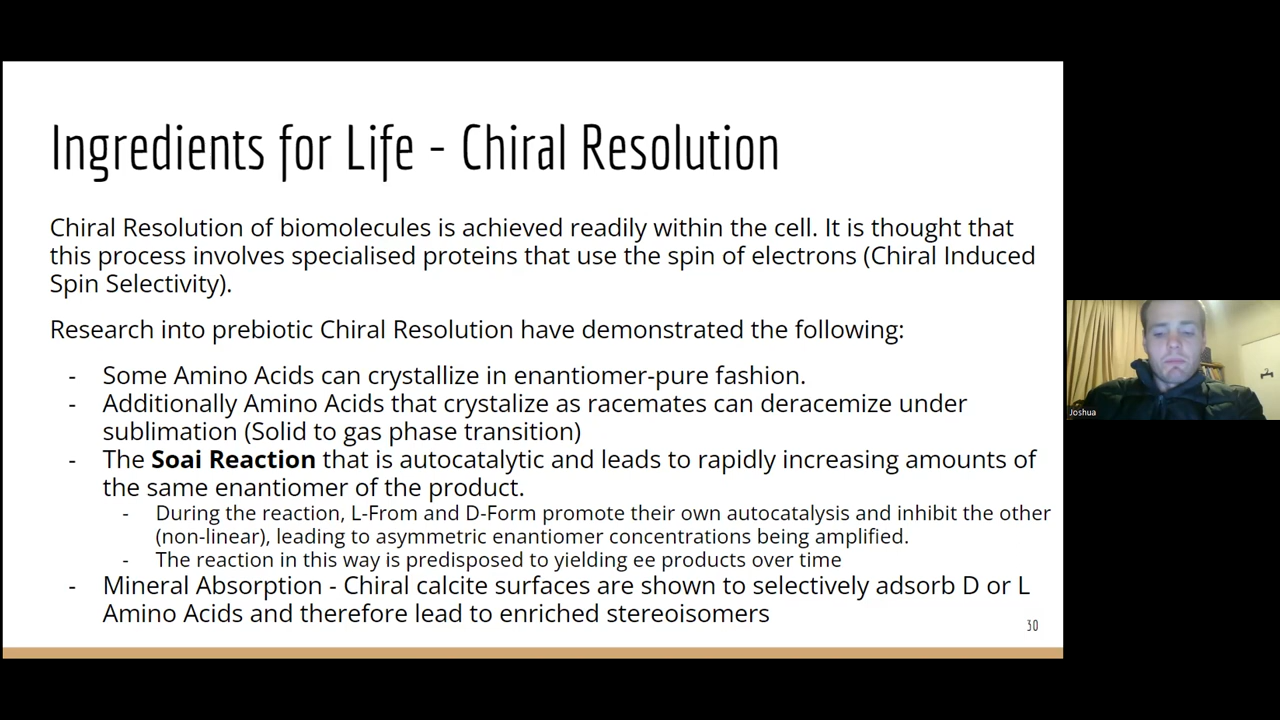 Ingredients for Life - Chiral Resolution
Chiral Resolution of biomolecules is achieved readily within the cell. It is thought that
this process involves specialised proteins that use the spin of electrons (Chiral Induced
Spin Selectivity).
Research into prebiotic Chiral Resolution have demonstrated the following:
- Some Amino Acids can crystallize in enantiomer-pure fashion.
- Additionally Amino Acids that crystalize as racemates can deracemize under
sublimation (Solid to gas phase transition)
- The Soai Reaction that is autocatalytic and leads to rapidly increasing amounts of
the same enantiomer of the product.
- During the reaction, L-From and D-Form promote their own autocatalysis and inhibit the other
(non-linear), leading to asymmetric enantiomer concentrations being amplified.
- The reaction in this way is predisposed to yielding ee products over time
- Mineral Absorption - Chiral calcite surfaces are shown to selectively adsorb D or L
Amino Acids and therefore lead to enriched stereoisomers
30
Joshua